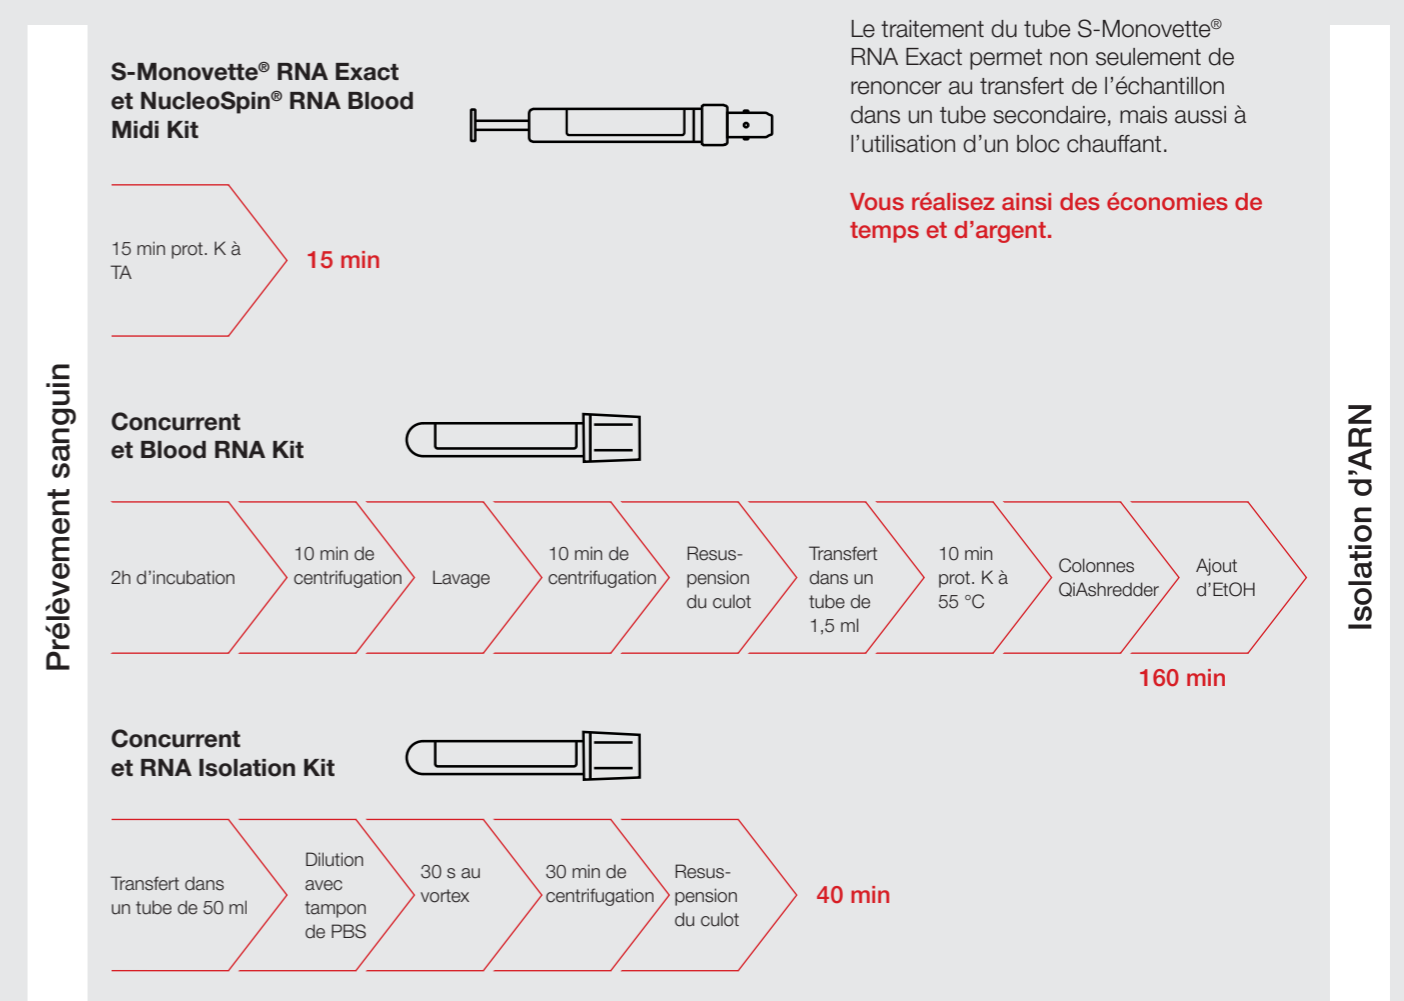 Prélèvement sanguin
S-Monovette® RNA Exact
et NucleoSpin® RNA Blood
Midi Kit
Le traitement du tube S-Monovette®
RNA Exact permet non seulement de
renoncer au transfert de l’échantillon
dans un tube secondaire, mais aussi à
l’utilisation d’un bloc chauffant.
Vous réalisez ainsi des économies de
temps et d’argent.
15 min prot. K à
TA
15 min
Concurrent
et Blood RNA Kit
2h d’incubation
10 min de
centrifugation
Lavage
10 min de
centrifugation
Resus-
pension
du culot
Transfert
dans un
tube de
1,5 ml
10 min
prot. K à
55 °C
Colonnes
QiAshredder
Ajout
d’EtOH
160 min
Concurrent
et RNA Isolation Kit
Transfert dans
un tube de 50 ml
Dilution
avec
tampon
de PBS
30 s au
vortex
30 min de
centrifugation
Resus-
pension
du culot
40 min
Isolation d’ARN